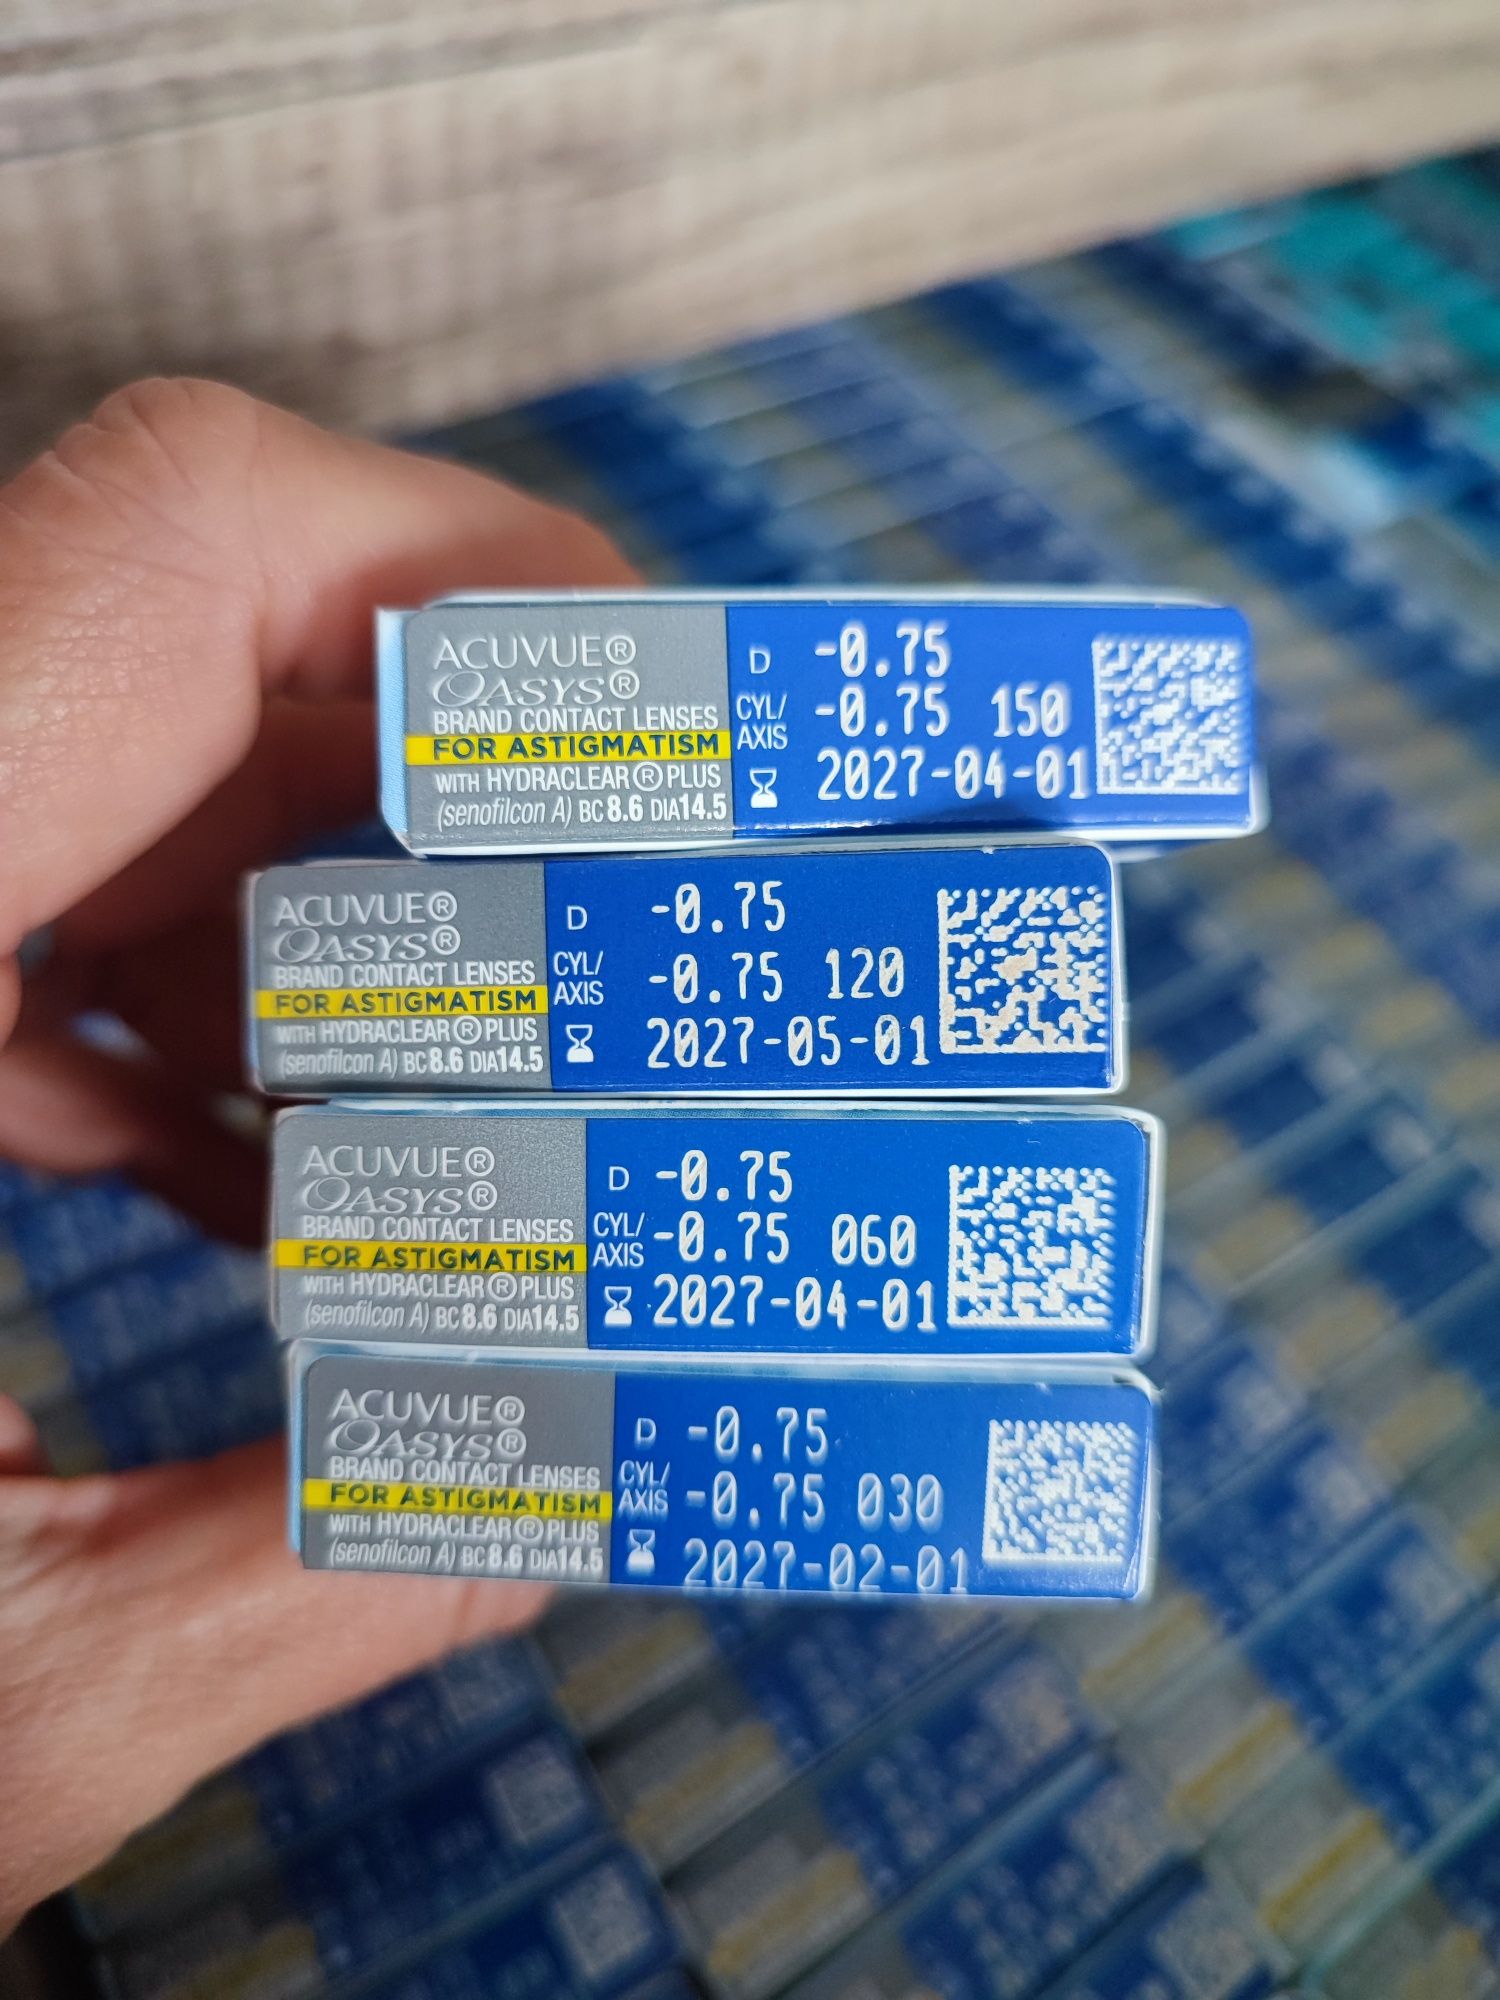 ACUVUE®
OASYS®
BRAND CONTACT LENSES
FOR ASTIGMATISM
WITH HYDRACLEAR® PLUS
(senofilcon A) BC 8.6 DIA 14.5
D -0.75
CYL/AXIS -0.75 150
2027-04-01
ACUVUE®
OASYS®
BRAND CONTACT LENSES
FOR ASTIGMATISM
WITH HYDRACLEAR® PLUS
(senofilcon A) BC 8.6 DIA 14.5
D -0.75
CYL/AXIS -0.75 120
2027-05-01
ACUVUE®
OASYS®
BRAND CONTACT LENSES
FOR ASTIGMATISM
WITH HYDRACLEAR® PLUS
(senofilcon A) BC 8.6 DIA 14.5
D -0.75
CYL/AXIS -0.75 060
2027-04-01
ACUVUE®
OASYS®
BRAND CONTACT LENSES
FOR ASTIGMATISM
WITH HYDRACLEAR® PLUS
(senofilcon A) BC 8.6 DIA 14.5
D -0.75
CYL/AXIS -0.75 030
2027-02-01